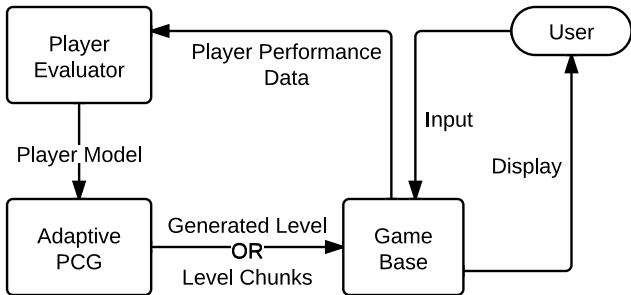 Player
Evaluator
Player Performance
Data
User
Input
Player Model
Display
Adaptive
PCG
Generated Level
OR
Level Chunks
Game
Base